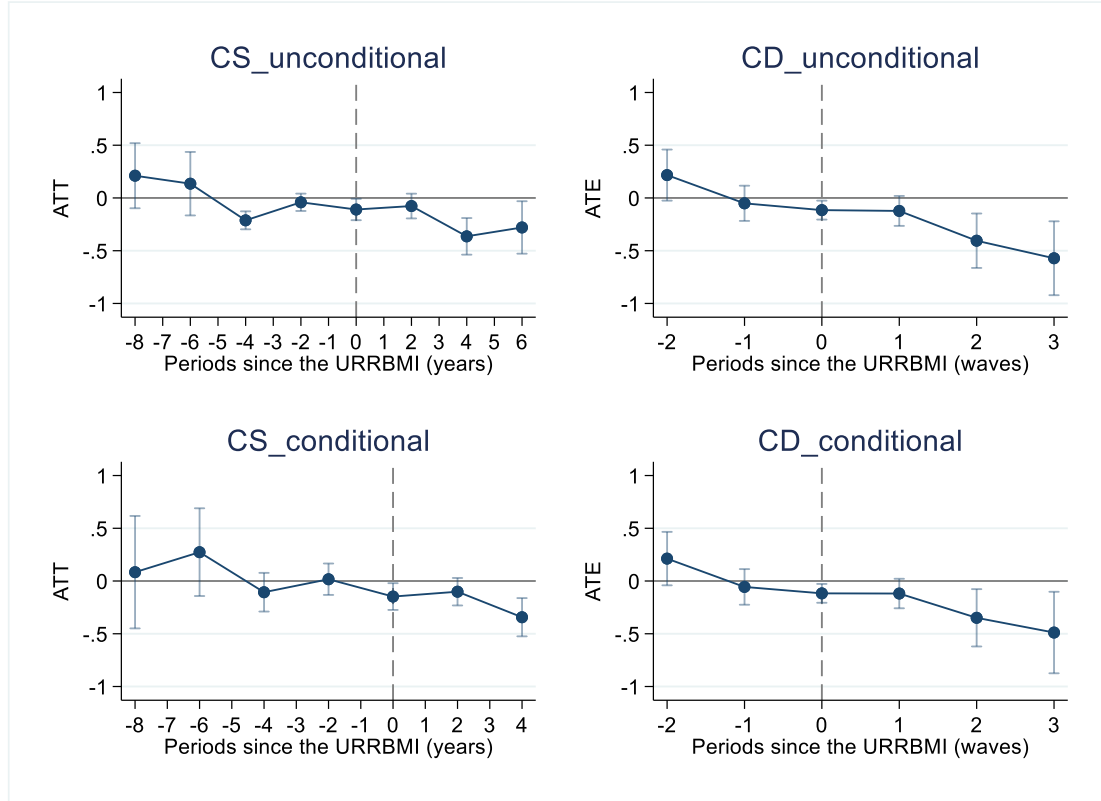 CS_unconditional
ATT
1
.5
0
-.5
-1
-8 -7 -6 -5 -4 -3 -2 -1 0 1 2 3 4 5 6
Periods since the URRBMI (years)
CD_unconditional
ATE
1
.5
0
-.5
-1
-2 -1 0 1 2 3
Periods since the URRBMI (waves)
CS_conditional
ATT
1
.5
0
-.5
-1
-8 -7 -6 -5 -4 -3 -2 -1 0 1 2 3 4
Periods since the URRBMI (years)
CD_conditional
ATE
1
.5
0
-.5
-1
-2 -1 0 1 2 3
Periods since the URRBMI (waves)